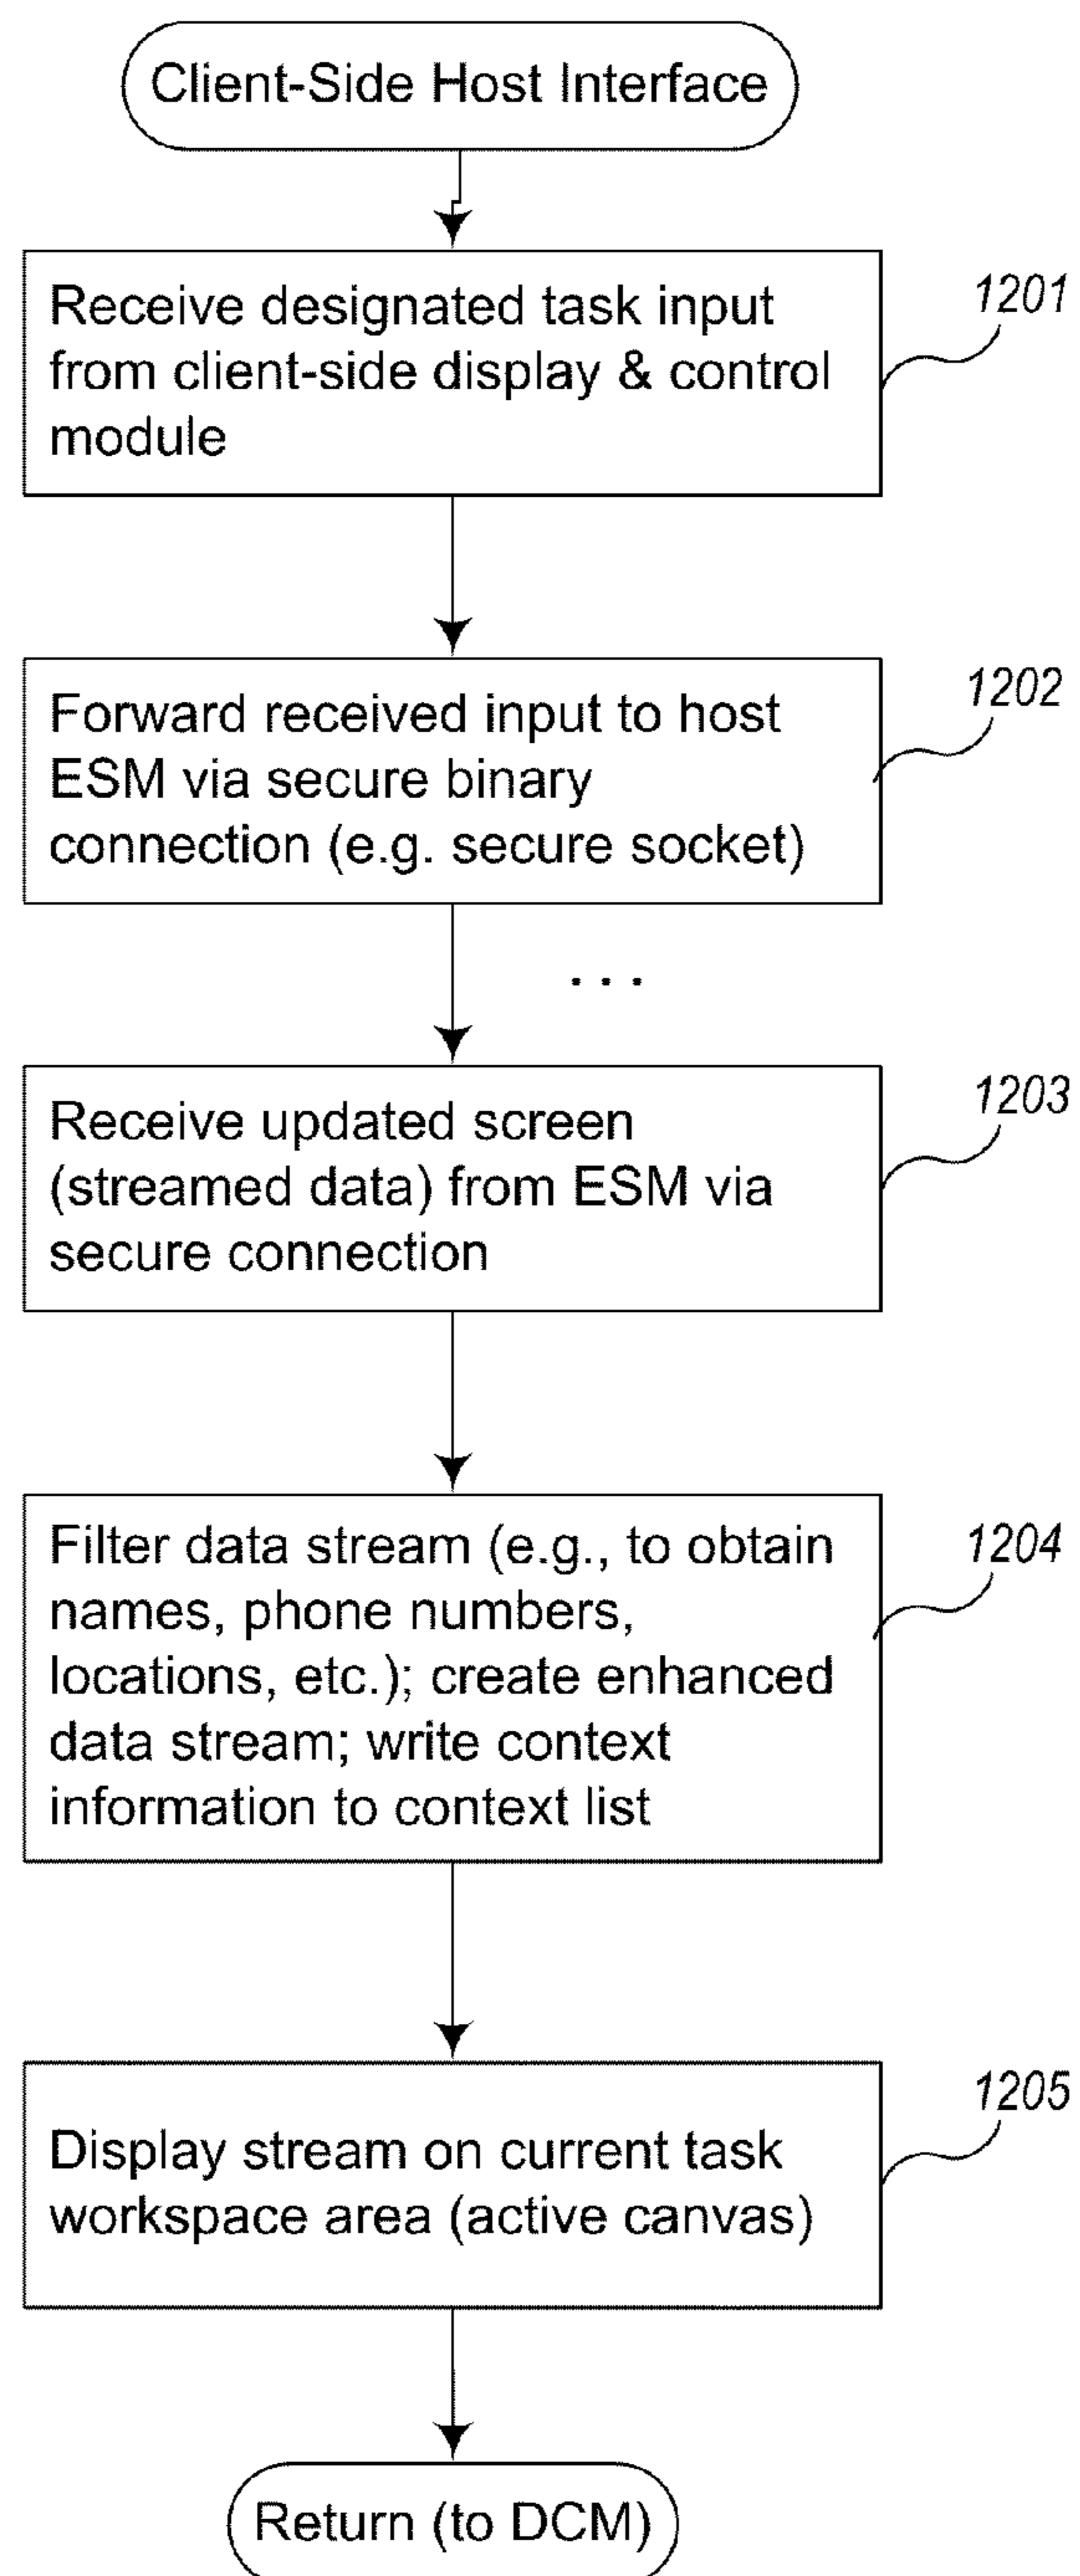 Client-Side Host Interface
Receive designated task input
from client-side display & control
module
1201
Forward received input to host
ESM via secure binary
connection (e.g. secure socket)
1202
...
Receive updated screen
(streamed data) from ESM via
secure connection
1203
Filter data stream (e.g., to obtain
names, phone numbers,
locations, etc.); create enhanced
data stream; write context
information to context list
1204
Display stream on current task
workspace area (active canvas)
1205
Return (to DCM)